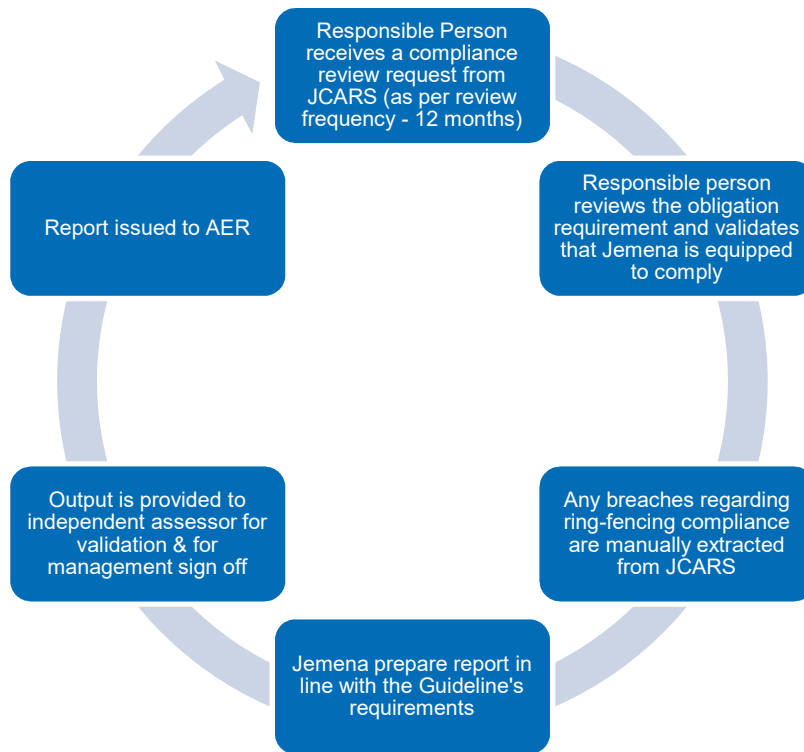 Responsible Person
receives a compliance
review request from
JCARS (as per review
frequency - 12 months)
Responsible person
reviews the obligation
requirement and validates
that Jemena is equipped
to comply
Any breaches regarding
ring-fencing compliance
are manually extracted
from JCARS
Jemena prepare report in
line with the Guideline's
requirements
Output is provided to
independent assessor for
validation & for
management sign off
Report issued to AER